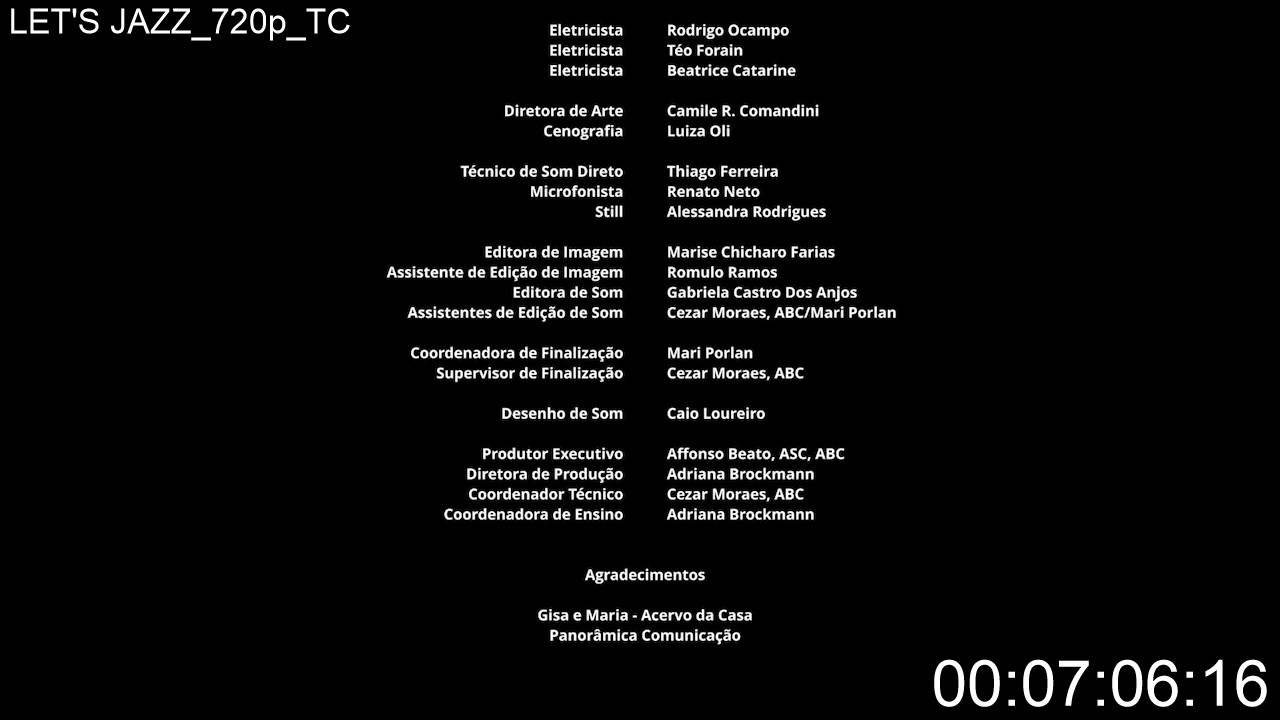 LET'S JAZZ_720p_TC
Eletricista Rodrigo Ocampo
Eletricista Téo Forain
Eletricista Beatrice Catarine
Diretora de Arte Camile R. Comandini
Cenografia Luiza Oli
Técnico de Som Direto Thiago Ferreira
Microfonista Renato Neto
Still Alessandra Rodrigues
Editora de Imagem Marise Chicharo Farias
Assistente de Edição de Imagem Romulo Ramos
Editora de Som Gabriela Castro Dos Anjos
Assistentes de Edição de Som Cezar Moraes, ABC/Mari Porlan
Coordenadora de Finalização Mari Porlan
Supervisor de Finalização Cezar Moraes, ABC
Desenho de Som Caio Loureiro
Produtor Executivo Affonso Beato, ASC, ABC
Diretora de Produção Adriana Brockmann
Coordenador Técnico Cezar Moraes, ABC
Coordenadora de Ensino Adriana Brockmann
Agradecimentos
Gisa e Maria - Acervo da Casa
Panorâmica Comunicação
00:07:06:16